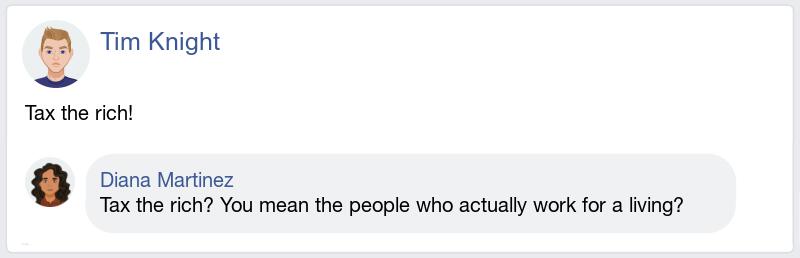 Tim Knight
Tax the rich!
Diana Martinez
Tax the rich? You mean the people who actually work for a living?